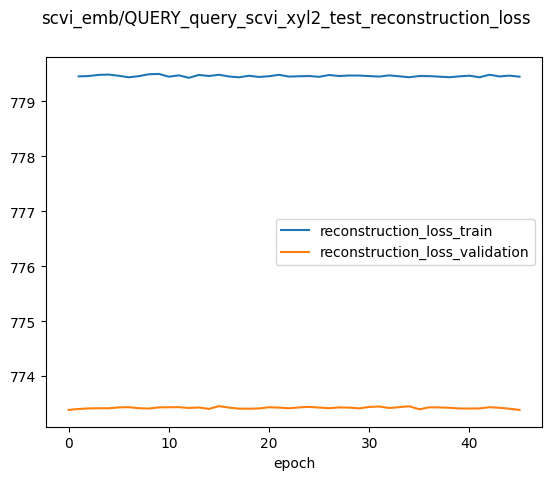 scvi_emb/QUERY_query_scvi_xyl2_test_reconstruction_loss
779
778
777
776
775
774
reconstruction_loss_train
reconstruction_loss_validation
0 10 20 30 40
epoch